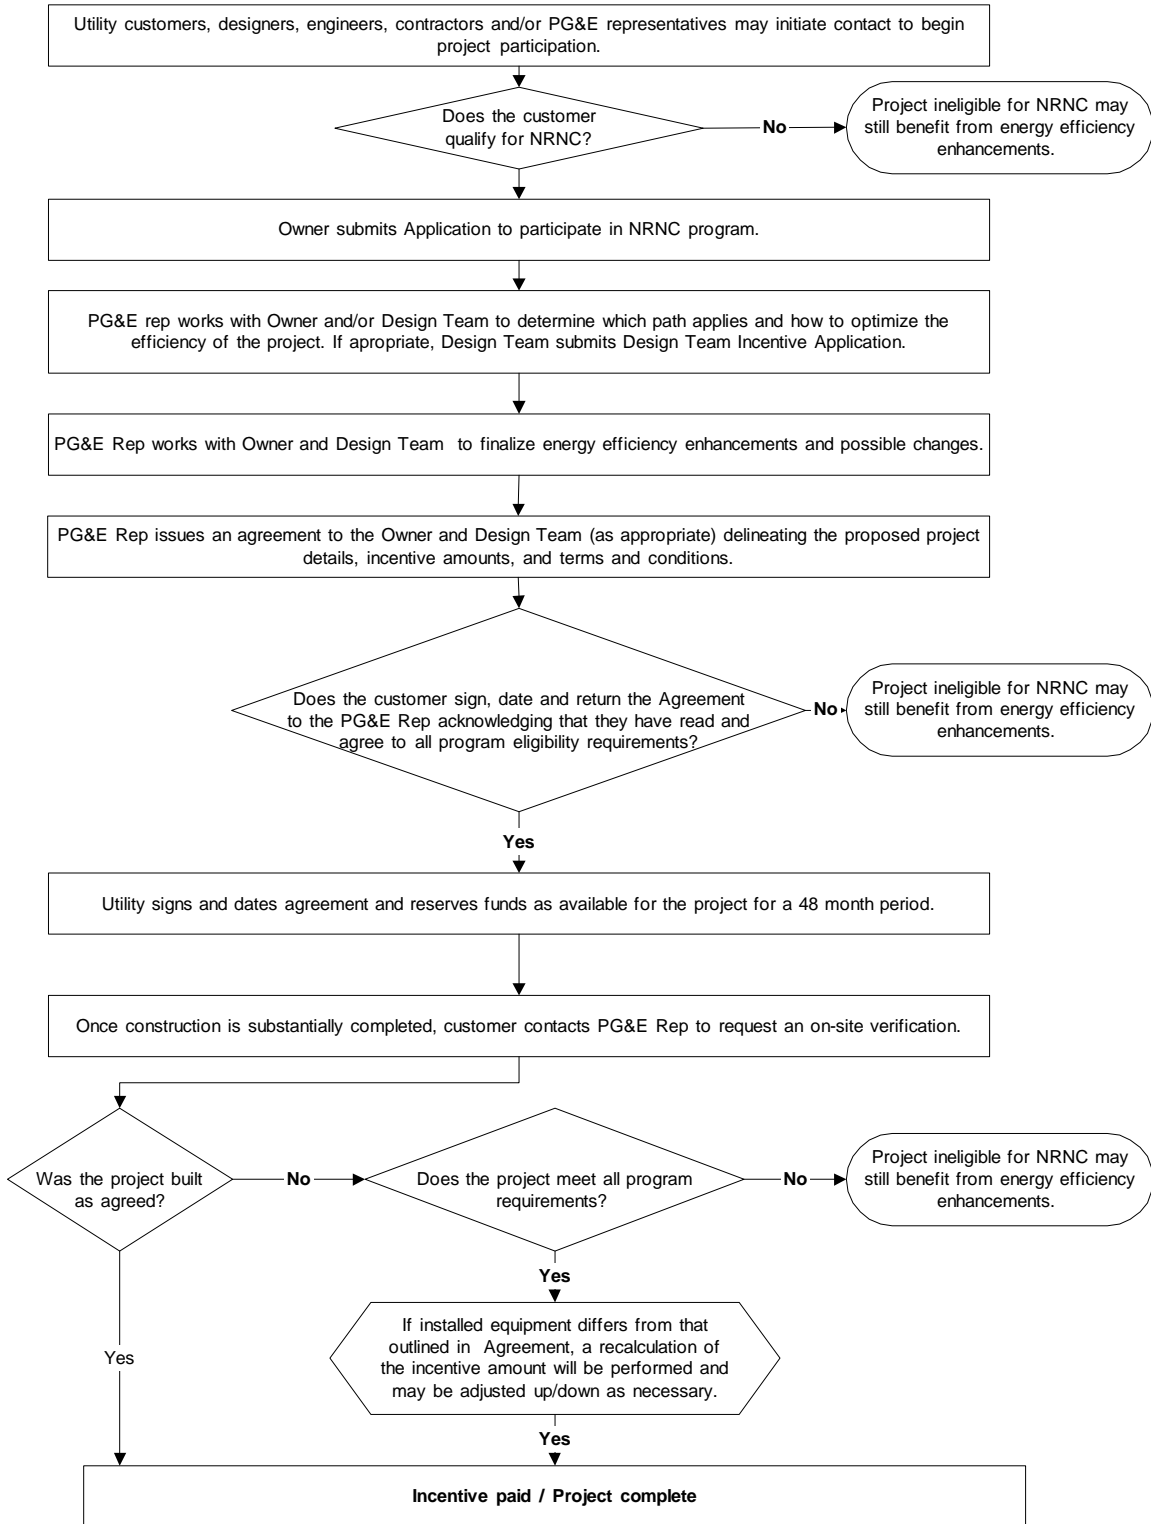 Utility customers, designers, engineers, contractors and/or PG&E representatives may initiate contact to begin
project participation.
Does the customer
qualify for NRNC?
No
Project ineligible for NRNC may
still benefit from energy efficiency
enhancements.
Owner submits Application to participate in NRNC program.
PG&E rep works with Owner and/or Design Team to determine which path applies and how to optimize the
efficiency of the project. If apropriate, Design Team submits Design Team Incentive Application.
PG&E Rep works with Owner and Design Team to finalize energy efficiency enhancements and possible changes.
PG&E Rep issues an agreement to the Owner and Design Team (as appropriate) delineating the proposed project
details, incentive amounts, and terms and conditions.
Does the customer sign, date and return the Agreement
to the PG&E Rep acknowledging that they have read and
agree to all program eligibility requirements?
No
Project ineligible for NRNC may
still benefit from energy efficiency
enhancements.
Yes
Utility signs and dates agreement and reserves funds as available for the project for a 48 month period.
Once construction is substantially completed, customer contacts PG&E Rep to request an on-site verification.
Was the project built
as agreed?
No
Does the project meet all program
requirements?
No
Project ineligible for NRNC may
still benefit from energy efficiency
enhancements.
Yes
If installed equipment differs from that
outlined in Agreement, a recalculation of
the incentive amount will be performed and
may be adjusted up/down as necessary.
Yes
Yes
Incentive paid / Project complete